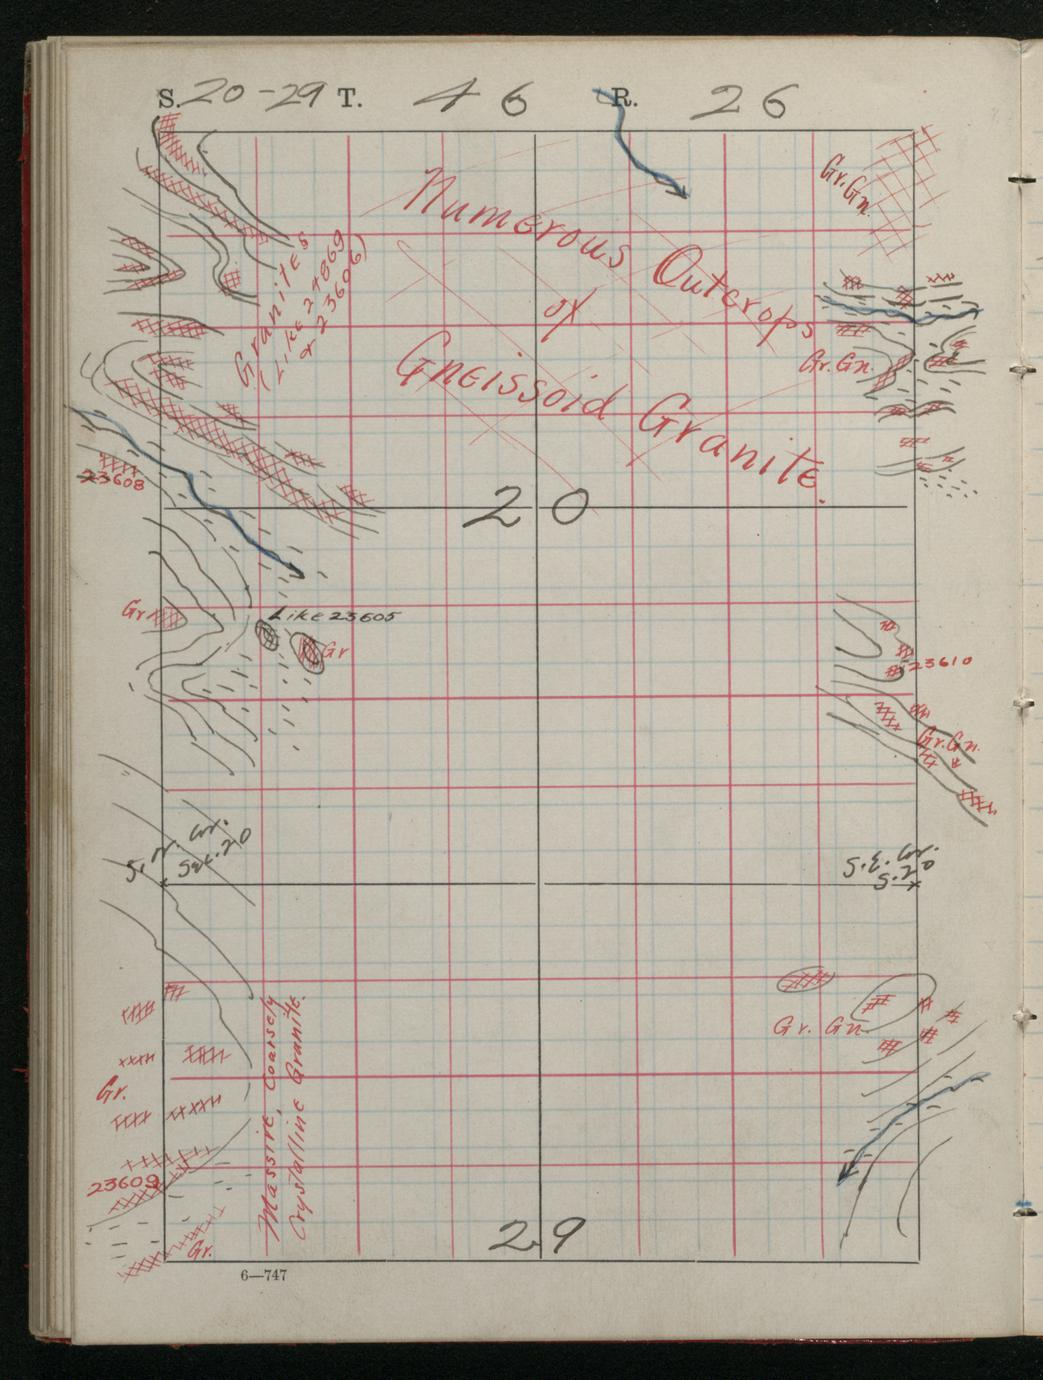 S. 20-29 T. 46 R. 26
Gr. Gn.
Numerous Outcrops
of
Gneissoid Granite.
Granites
(Like 24869
or 23606)
Gr. Gn.
23608
20
Gr
Like 23605
Gr
23610
Gr. Gn.
S. W. Cor.
Sec. 20
S. E. Cor.
S. 20
Gr. Gn.
Massive, Coarsely
Crystalline Granite.
Gr.
23609
Gr.
29
6—747